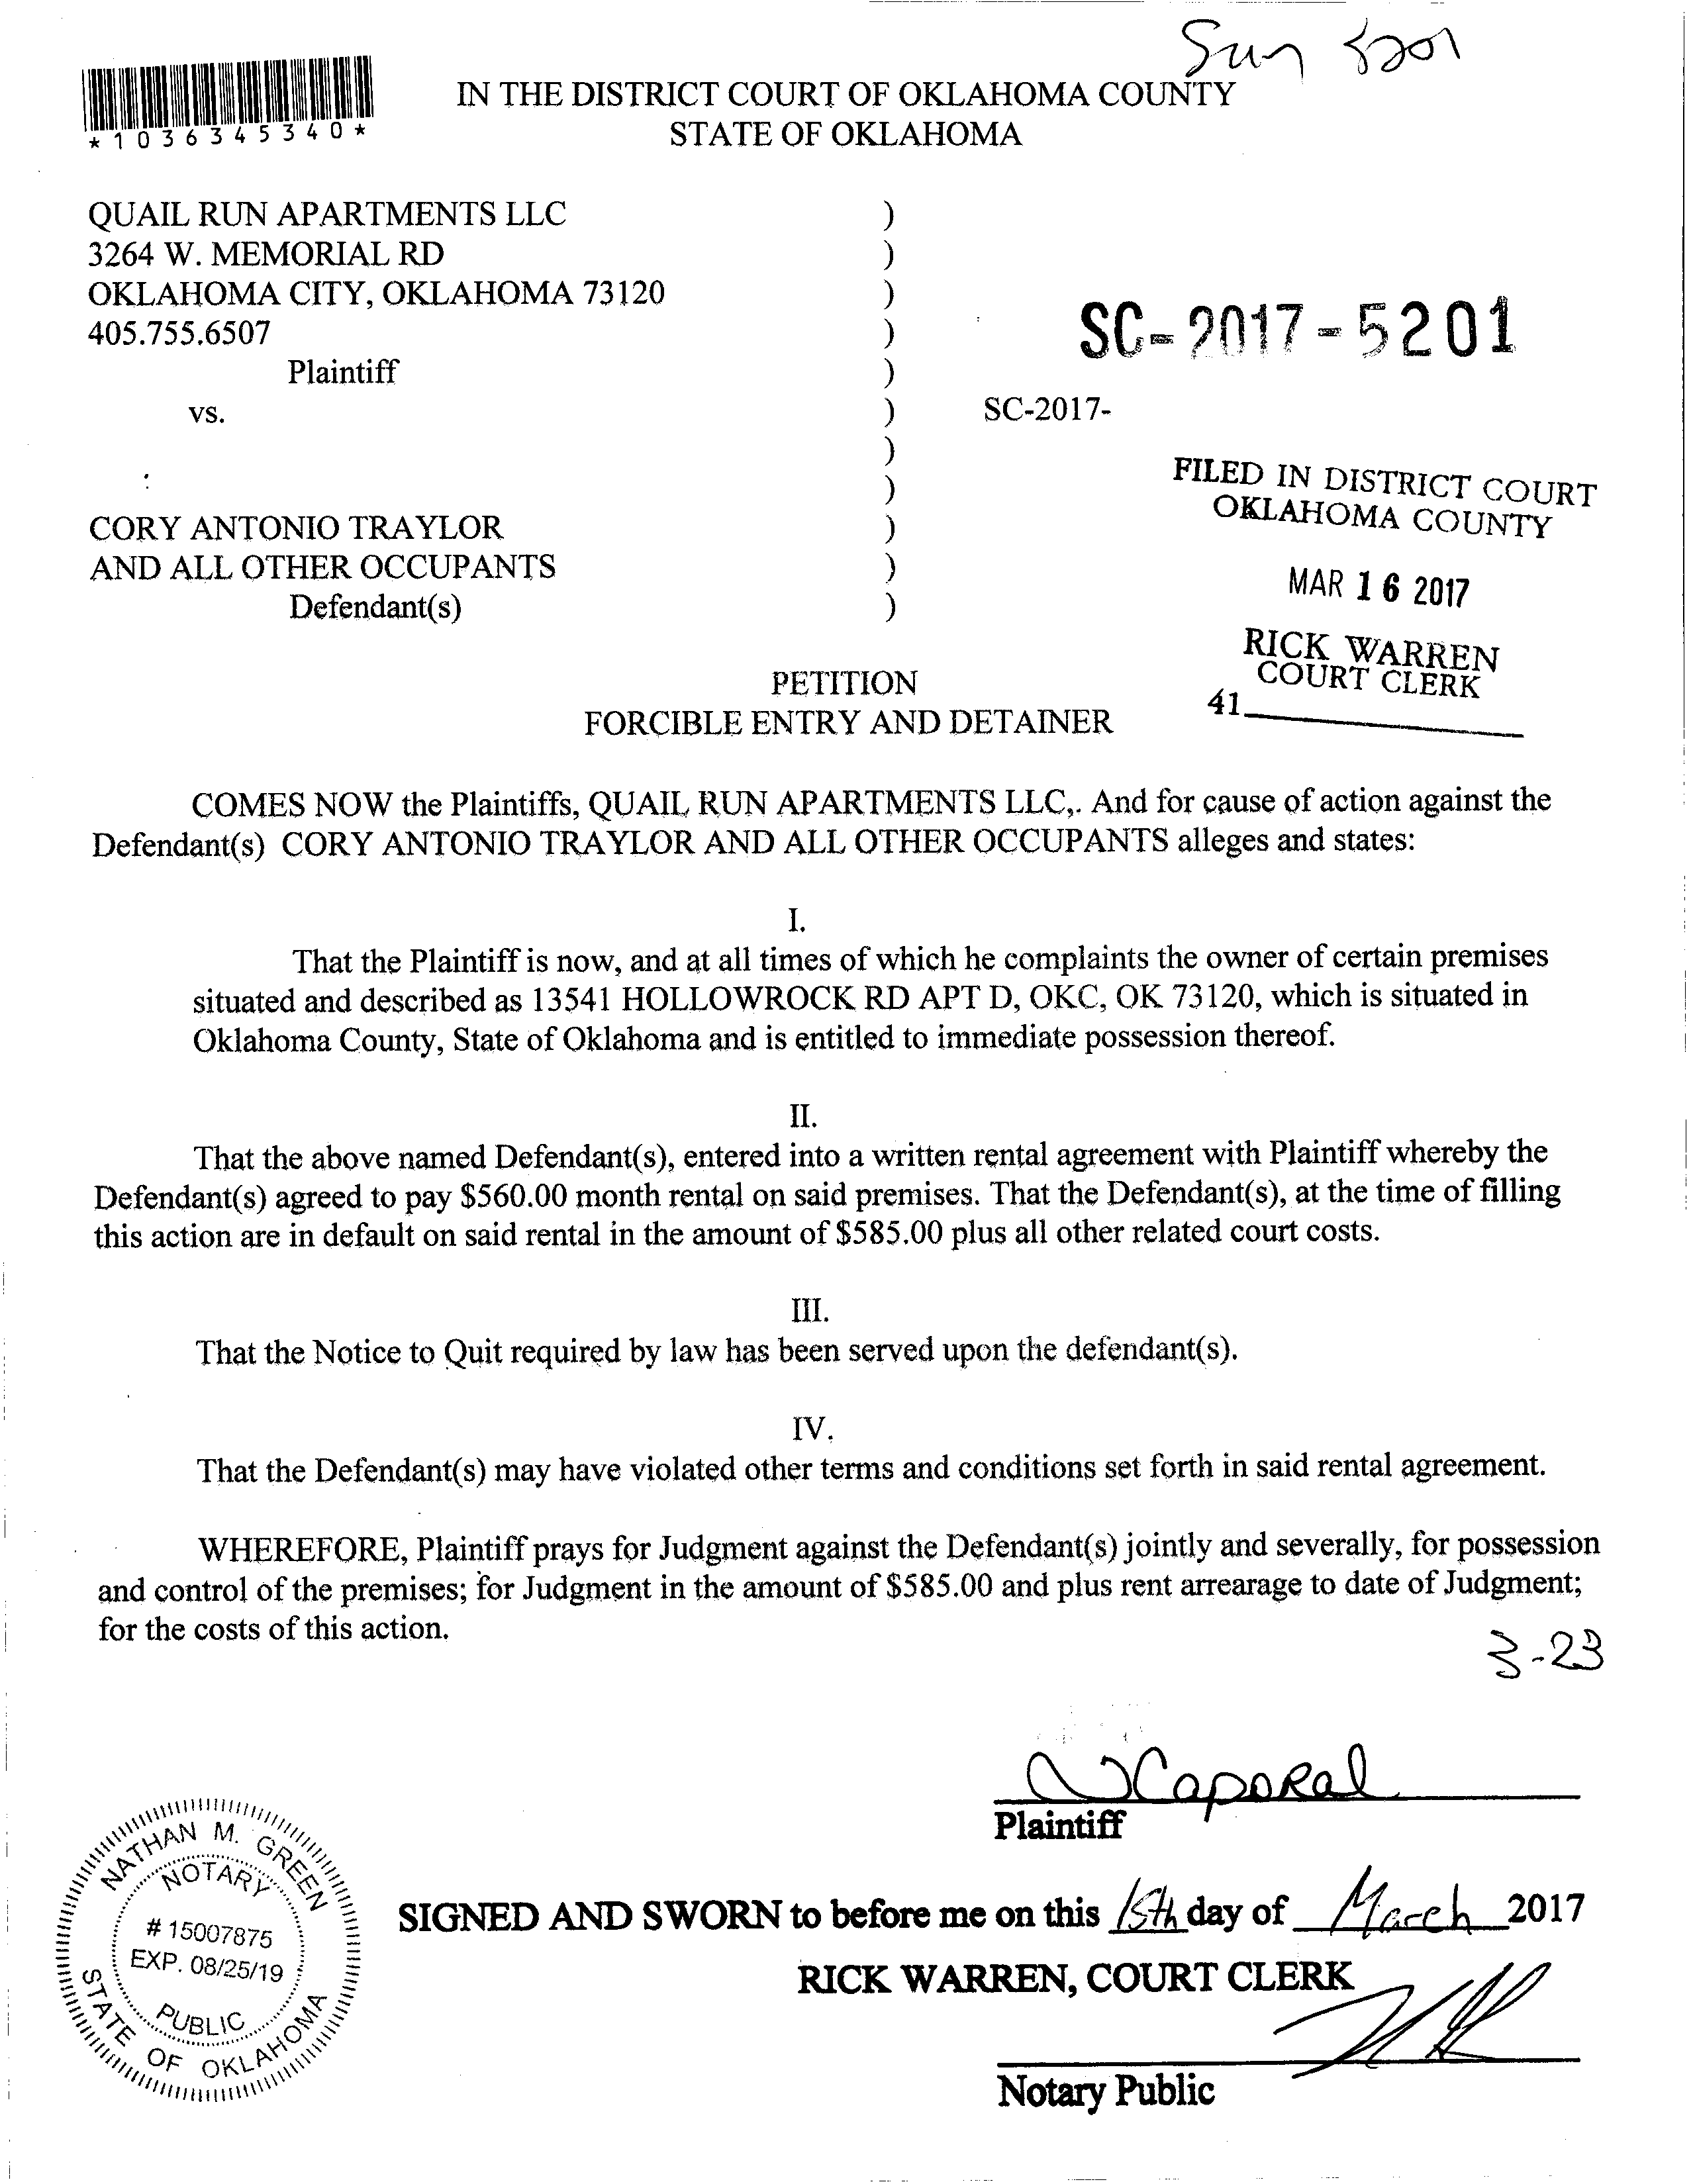 Sum 5201
*1036345340*
IN THE DISTRICT COURT OF OKLAHOMA COUNTY
STATE OF OKLAHOMA
QUAIL RUN APARTMENTS LLC )
3264 W. MEMORIAL RD )
OKLAHOMA CITY, OKLAHOMA 73120 )
405.755.6507 )
SC-2017-5201
Plaintiff )
vs. ) SC-2017-
)
)
FILED IN DISTRICT COURT
OKLAHOMA COUNTY
CORY ANTONIO TRAYLOR )
AND ALL OTHER OCCUPANTS )
Defendant(s) )
MAR 16 2017
RICK WARREN
COURT CLERK
41
PETITION
FORCIBLE ENTRY AND DETAINER
COMES NOW the Plaintiffs, QUAIL RUN APARTMENTS LLC,. And for cause of action against the
Defendant(s) CORY ANTONIO TRAYLOR AND ALL OTHER OCCUPANTS alleges and states:
I.
That the Plaintiff is now, and at all times of which he complaints the owner of certain premises
situated and described as 13541 HOLLOWROCK RD APT D, OKC, OK 73120, which is situated in
Oklahoma County, State of Oklahoma and is entitled to immediate possession thereof.
II.
That the above named Defendant(s), entered into a written rental agreement with Plaintiff whereby the
Defendant(s) agreed to pay $560.00 month rental on said premises. That the Defendant(s), at the time of filling
this action are in default on said rental in the amount of $585.00 plus all other related court costs.
III.
That the Notice to Quit required by law has been served upon the defendant(s).
IV.
That the Defendant(s) may have violated other terms and conditions set forth in said rental agreement.
WHEREFORE, Plaintiff prays for Judgment against the Defendant(s) jointly and severally, for possession
and control of the premises; for Judgment in the amount of $585.00 and plus rent arrearage to date of Judgment;
for the costs of this action.
3-23
Caporal
Plaintiff
NATHAN M. GREEN
NOTARY
# 15007875
EXP. 08/25/19
PUBLIC
STATE OF OKLAHOMA
SIGNED AND SWORN to before me on this 15th day of March 2017
RICK WARREN, COURT CLERK
Notary Public